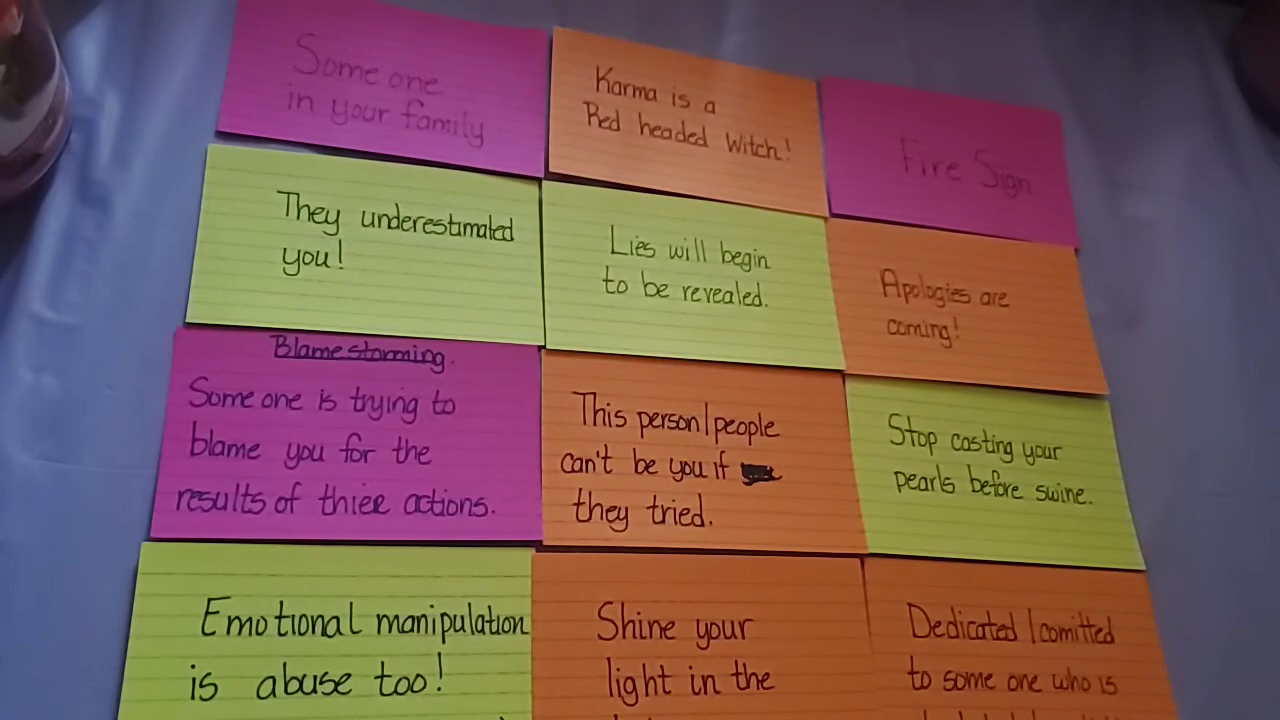 Some one
in your family
Karma is a
Red headed witch!
Fire Sign
They underestimated
you!
Lies will begin
to be revealed.
Apologies are
coming!
Blamestorming.
Some one is trying to
blame you for the
results of thier actions.
This person/people
can't be you if
they tried.
Stop casting your
pearls before swine.
Emotional manipulation
is abuse too!
Shine your
light in the
Dedicated/comitted
to some one who is